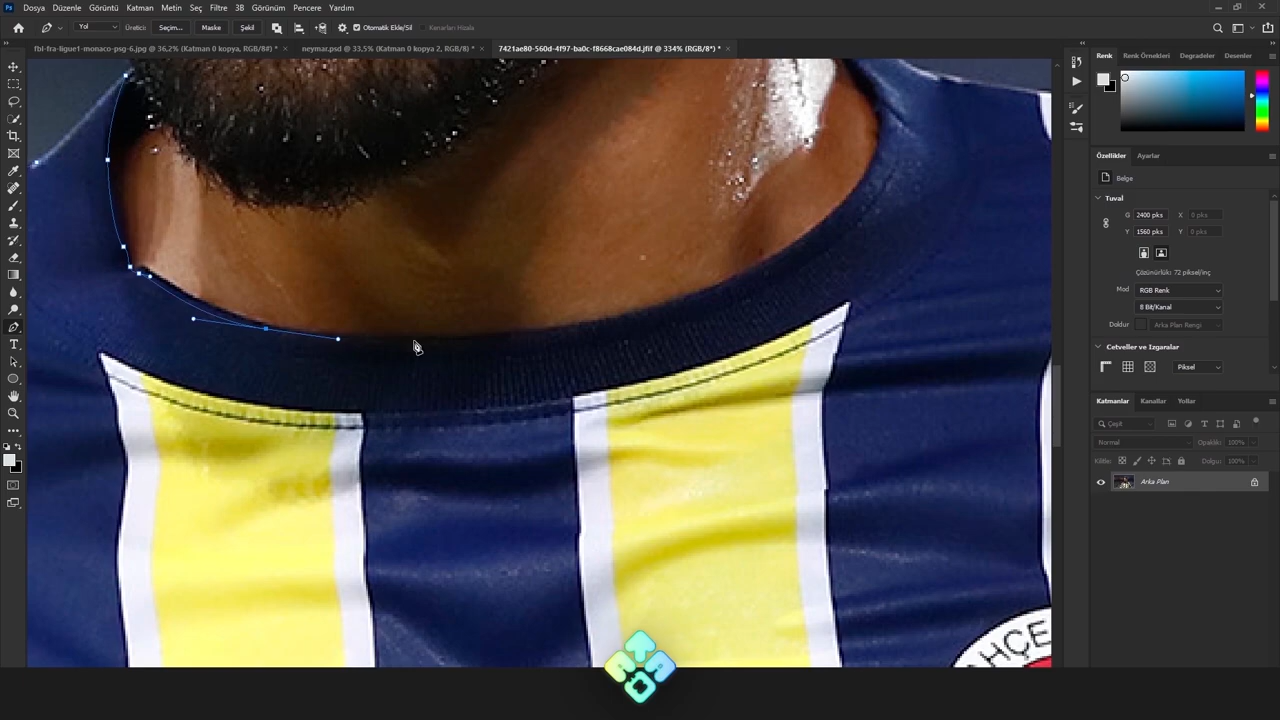 Dosya Düzenle Görüntü Katman Metin Seç Filtre 3B Görünüm Pencere Yardım
Yol Üretici: Seçim... Maske Şekil Otomatik Ekle/Sil Kenarları Hizala
fbl-fra-ligue1-monaco-psg-6.jpg @ 36,2% (Katman 0 kopya, RGB/8#) * × neymar.psd @ 33,5% (Katman 0 kopya 2, RGB/8) * × 7421ae80-560d-4f97-ba0c-f8668cae084d.jfif @ 334% (RGB/8*) * ×
Renk Renk Örnekleri Degradeler Desenler
Özellikler Ayarlar
Belge
Tuval
G 2400 pks X 0 pks
Y 1560 pks Y 0 pks
Çözünürlük: 72 piksel/inç
Mod RGB Renk
8 Bit/Kanal
Doldur Arka Plan Rengi
Cetveller ve Izgaralar
Piksel
Katmanlar Kanallar Yollar
Çeşit
Normal Opaklık: 100%
Kilitle: Dolgu: 100%
Arka Plan
AHÇE